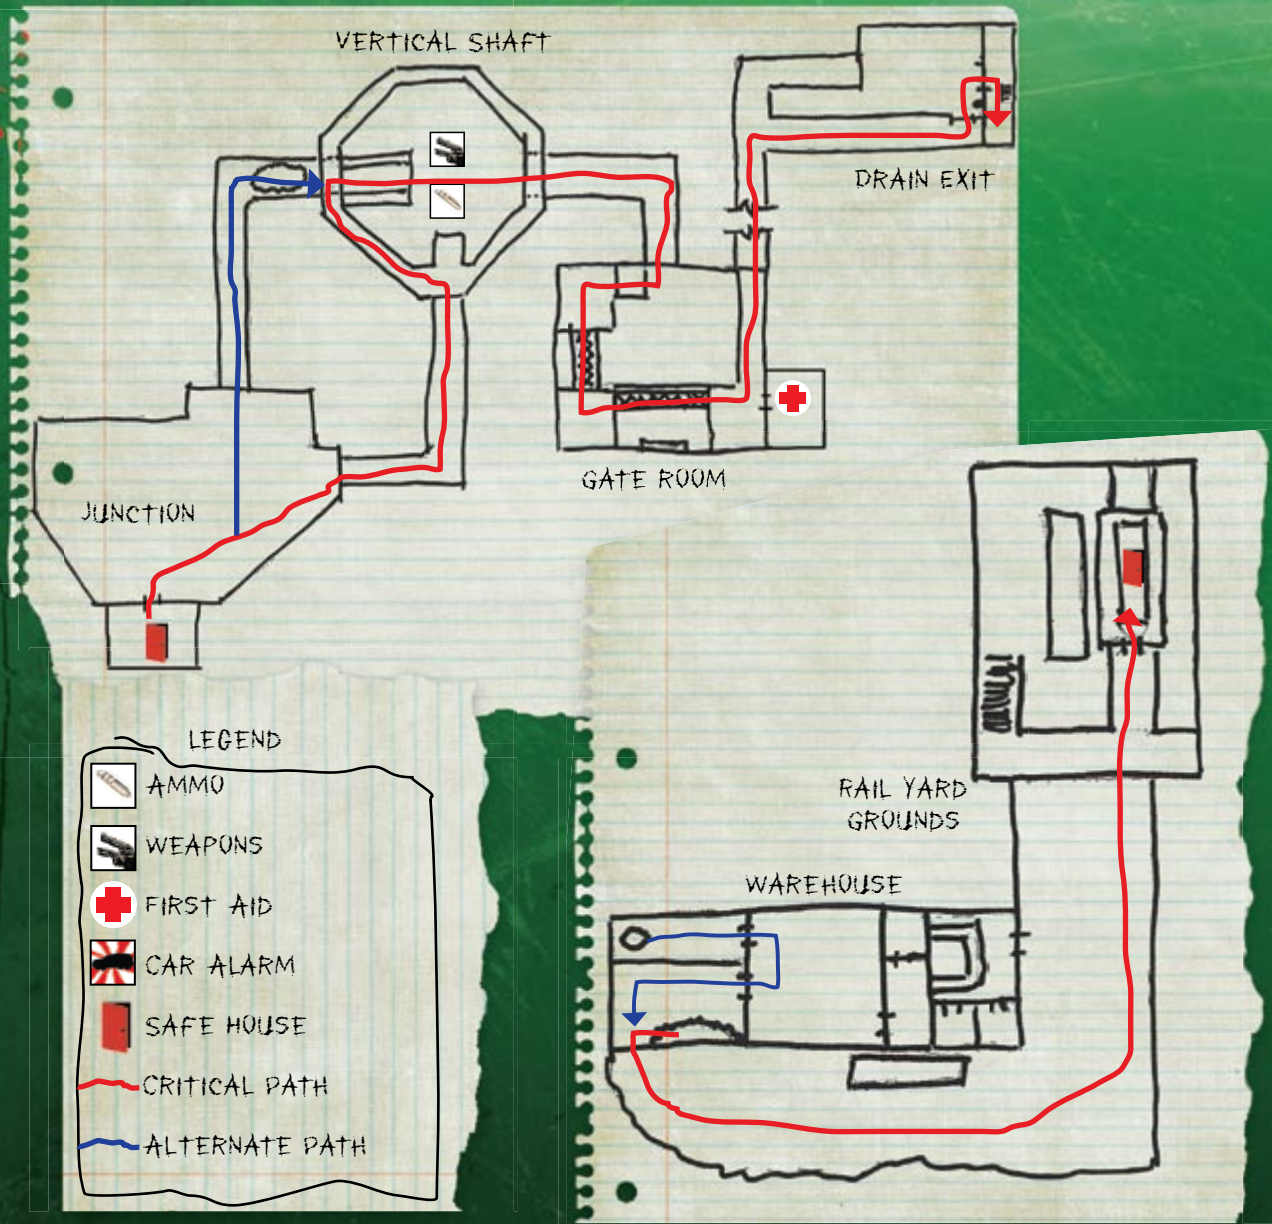 VERTICAL SHAFT
DRAIN EXIT
GATE ROOM
JUNCTION
RAIL YARD
GROUNDS
WAREHOUSE
LEGEND
AMMO
WEAPONS
FIRST AID
CAR ALARM
SAFE HOUSE
CRITICAL PATH
ALTERNATE PATH